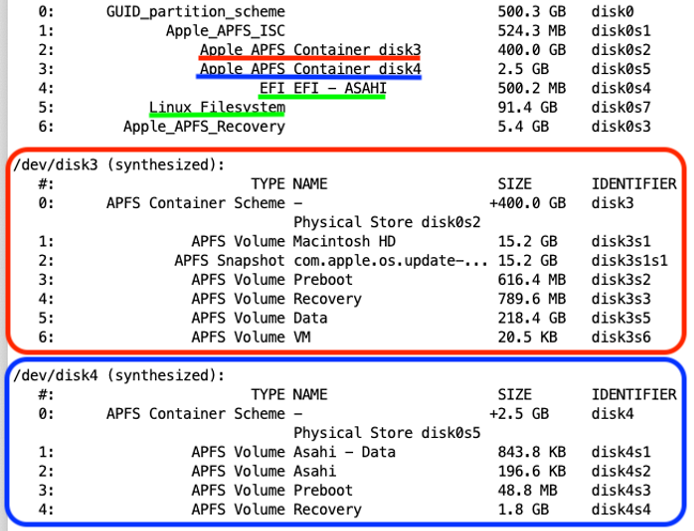 0: GUID_partition_scheme 500.3 GB disk0
1: Apple_APFS_ISC 524.3 MB disk0s1
2: Apple_APFS Container disk3 400.0 GB disk0s2
3: Apple_APFS Container disk4 2.5 GB disk0s5
4: EFI EFI - ASAHI 500.2 MB disk0s4
5: Linux Filesystem 91.4 GB disk0s7
6: Apple_APFS_Recovery 5.4 GB disk0s3
/dev/disk3 (synthesized):
#: TYPE NAME SIZE IDENTIFIER
0: APFS Container Scheme - +400.0 GB disk3
Physical Store disk0s2
1: APFS Volume Macintosh HD 15.2 GB disk3s1
2: APFS Snapshot com.apple.os.update-... 15.2 GB disk3s1s1
3: APFS Volume Preboot 616.4 MB disk3s2
4: APFS Volume Recovery 789.6 MB disk3s3
5: APFS Volume Data 218.4 GB disk3s5
6: APFS Volume VM 20.5 KB disk3s6
/dev/disk4 (synthesized):
#: TYPE NAME SIZE IDENTIFIER
0: APFS Container Scheme - +2.5 GB disk4
Physical Store disk0s5
1: APFS Volume Asahi - Data 843.8 KB disk4s1
2: APFS Volume Asahi 196.6 KB disk4s2
3: APFS Volume Preboot 48.8 MB disk4s3
4: APFS Volume Recovery 1.8 GB disk4s4